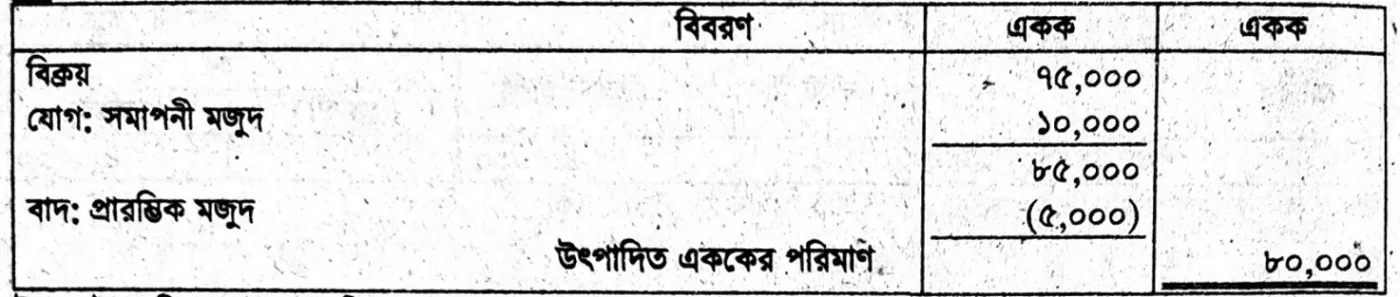 বিবরণ একক একক
বিক্রয় ৭৫,০০০
যোগ: সমাপনী মজুদ ১০,০০০
৮৫,০০০
বাদ: প্রারম্ভিক মজুদ (৫,০০০)
উৎপাদিত এককের পরিমাণ ৮০,০০০